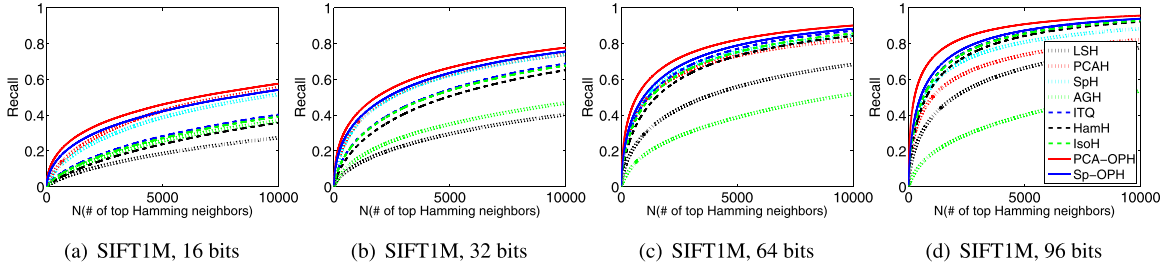 1
0.8
0.6
0.4
0.2
0
Recall
0 5000 10000
N(# of top Hamming neighbors)
(a) SIFT1M, 16 bits
1
0.8
0.6
0.4
0.2
0
Recall
0 5000 10000
N(# of top Hamming neighbors)
(b) SIFT1M, 32 bits
1
0.8
0.6
0.4
0.2
0
Recall
0 5000 10000
N(# of top Hamming neighbors)
(c) SIFT1M, 64 bits
1
0.8
0.6
0.4
0.2
0
Recall
LSH
PCAH
SpH
AGH
ITQ
HamH
IsoH
PCA-OPH
Sp-OPH
0 5000 10000
N(# of top Hamming neighbors)
(d) SIFT1M, 96 bits